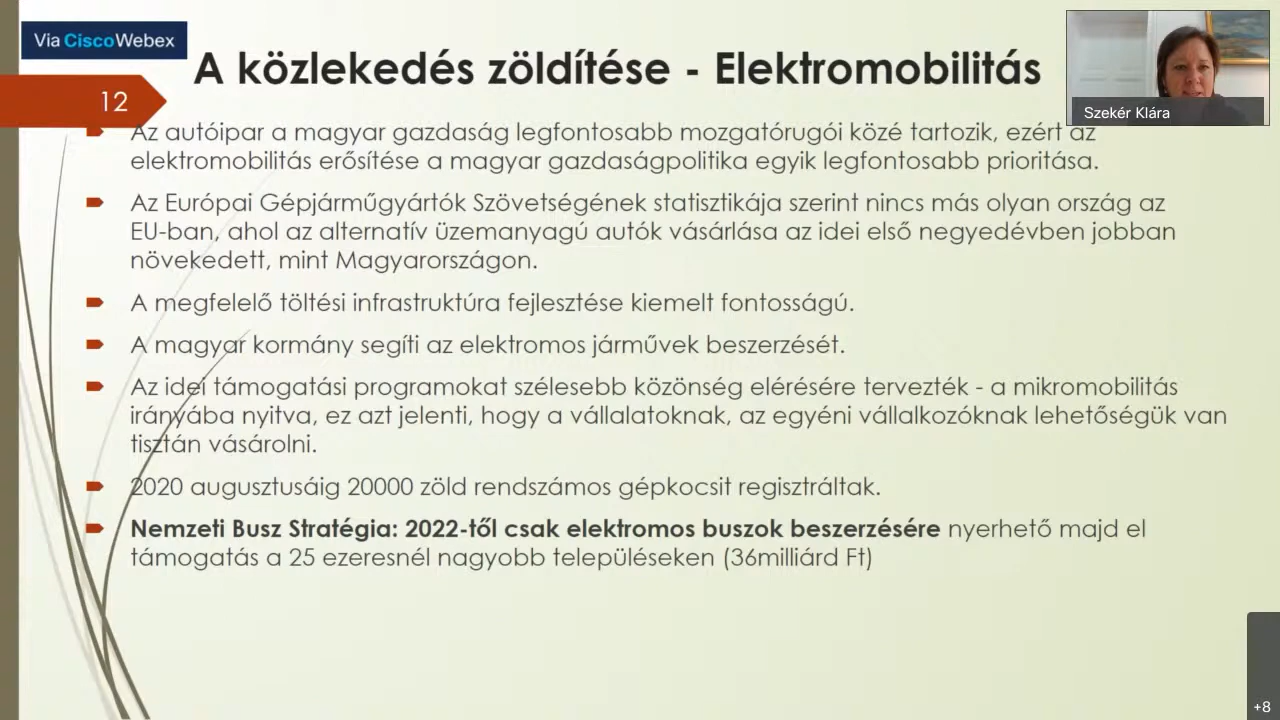 Via Cisco Webex
A közlekedés zöldítése - Elektromobilitás
12
Szekér Klára
Az autóipar a magyar gazdaság legfontosabb mozgatórugói közé tartozik, ezért az
elektromobilitás erősítése a magyar gazdaságpolitika egyik legfontosabb prioritása.
Az Európai Gépjárműgyártók Szövetségének statisztikája szerint nincs más olyan ország az
EU-ban, ahol az alternatív üzemanyagú autók vásárlása az idei első negyedévben jobban
növekedett, mint Magyarországon.
A megfelelő töltési infrastruktúra fejlesztése kiemelt fontosságú.
A magyar kormány segíti az elektromos járművek beszerzését.
Az idei támogatási programokat szélesebb közönség elérésére tervezték - a mikromobilitás
irányába nyitva, ez azt jelenti, hogy a vállalatoknak, az egyéni vállalkozóknak lehetőségük van
tisztán vásárolni.
2020 augusztusáig 20000 zöld rendszámos gépkocsit regisztráltak.
Nemzeti Busz Stratégia: 2022-től csak elektromos buszok beszerzésére nyerhető majd el
támogatás a 25 ezeresnél nagyobb településeken (36milliárd Ft)
+8